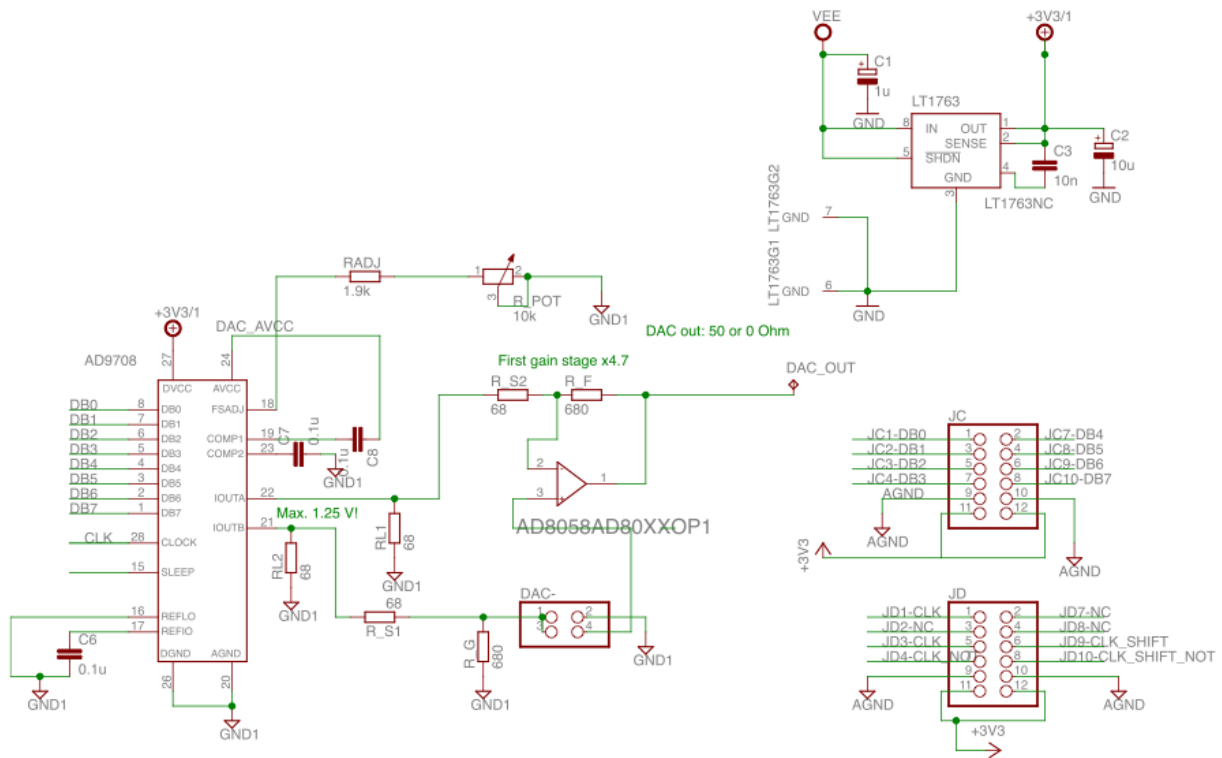 VEE
+3V3/1
C1
1u
GND
LT1763
8
IN
OUT
1
SENSE
2
5
SHDN
GND
4
3
LT1763NC
C3
10n
C2
10u
GND
LT1763G2
GND
7
LT1763G1
GND
6
GND
RADJ
1.9k
1
2
3
R_POT
10k
GND1
DAC out: 50 or 0 Ohm
+3V3/1
DAC_AVCC
AD9708
27
24
DVCC
AVCC
First gain stage x4.7
R_S2
68
R_F
680
DAC_OUT
DB0
8
DB0
FSADJ
18
DB1
7
DB1
DB2
6
DB2
COMP1
19
DB3
5
DB3
COMP2
23
DB4
4
DB4
DB5
3
DB5
DB6
2
DB6
IOUTA
22
DB7
1
DB7
IOUTB
21
CLK
28
CLOCK
15
SLEEP
16
REFLO
17
REFIO
DGND
AGND
26
20
GND1
C7
0.1u
0.1u
C8
GND1
Max. 1.25 V!
RL1
68
GND1
RL2
68
GND1
2
3
1
AD8058AD80XXOP1
68
R_S1
R_G
680
GND1
DAC-
1
2
3
4
GND1
C6
0.1u
GND1
JC
JC1-DB0
1
2
JC7-DB4
JC2-DB1
3
4
JC8-DB5
JC3-DB2
5
6
JC9-DB6
JC4-DB3
7
8
JC10-DB7
AGND
9
10
11
12
AGND
+3V3
AGND
JD
JD1-CLK
1
2
JD7-NC
JD2-NC
3
4
JD8-NC
JD3-CLK
5
6
JD9-CLK_SHIFT
JD4-CLK_NOT
7
8
JD10-CLK_SHIFT_NOT
9
10
11
12
AGND
AGND
+3V3